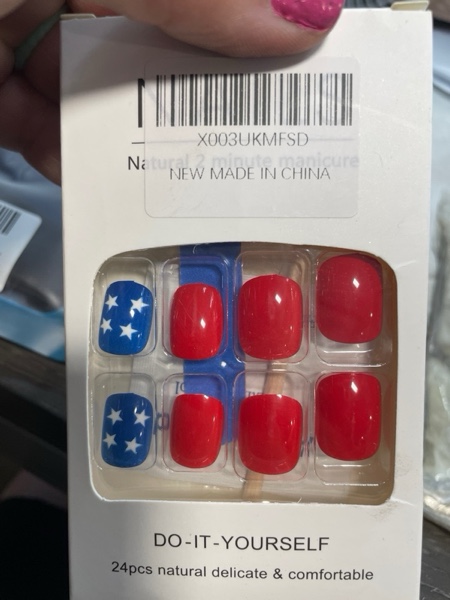 X003UKMFSD
Natural 2 minute manicure
NEW MADE IN CHINA
DO-IT-YOURSELF
24pcs natural delicate & comfortable